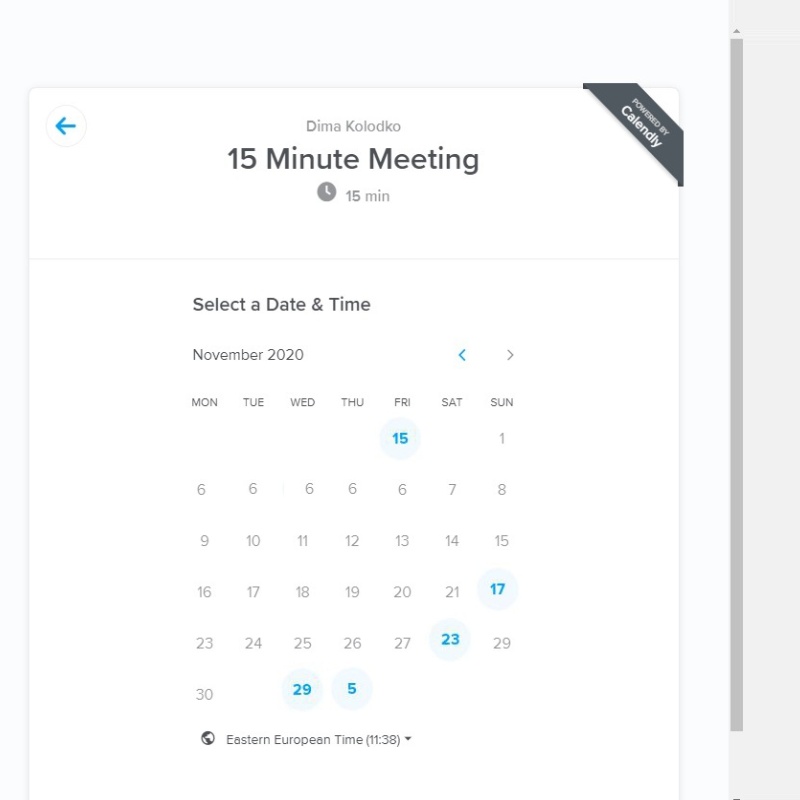 Dima Kolodko
POWERED BY
Calendly
15 Minute Meeting
15 min
Select a Date & Time
November 2020
MON TUE WED THU FRI SAT SUN
15 1
6 6 6 6 6 7 8
9 10 11 12 13 14 15
16 17 18 19 20 21 17
23 24 25 26 27 23 29
30 29 5
Eastern European Time (11:38)